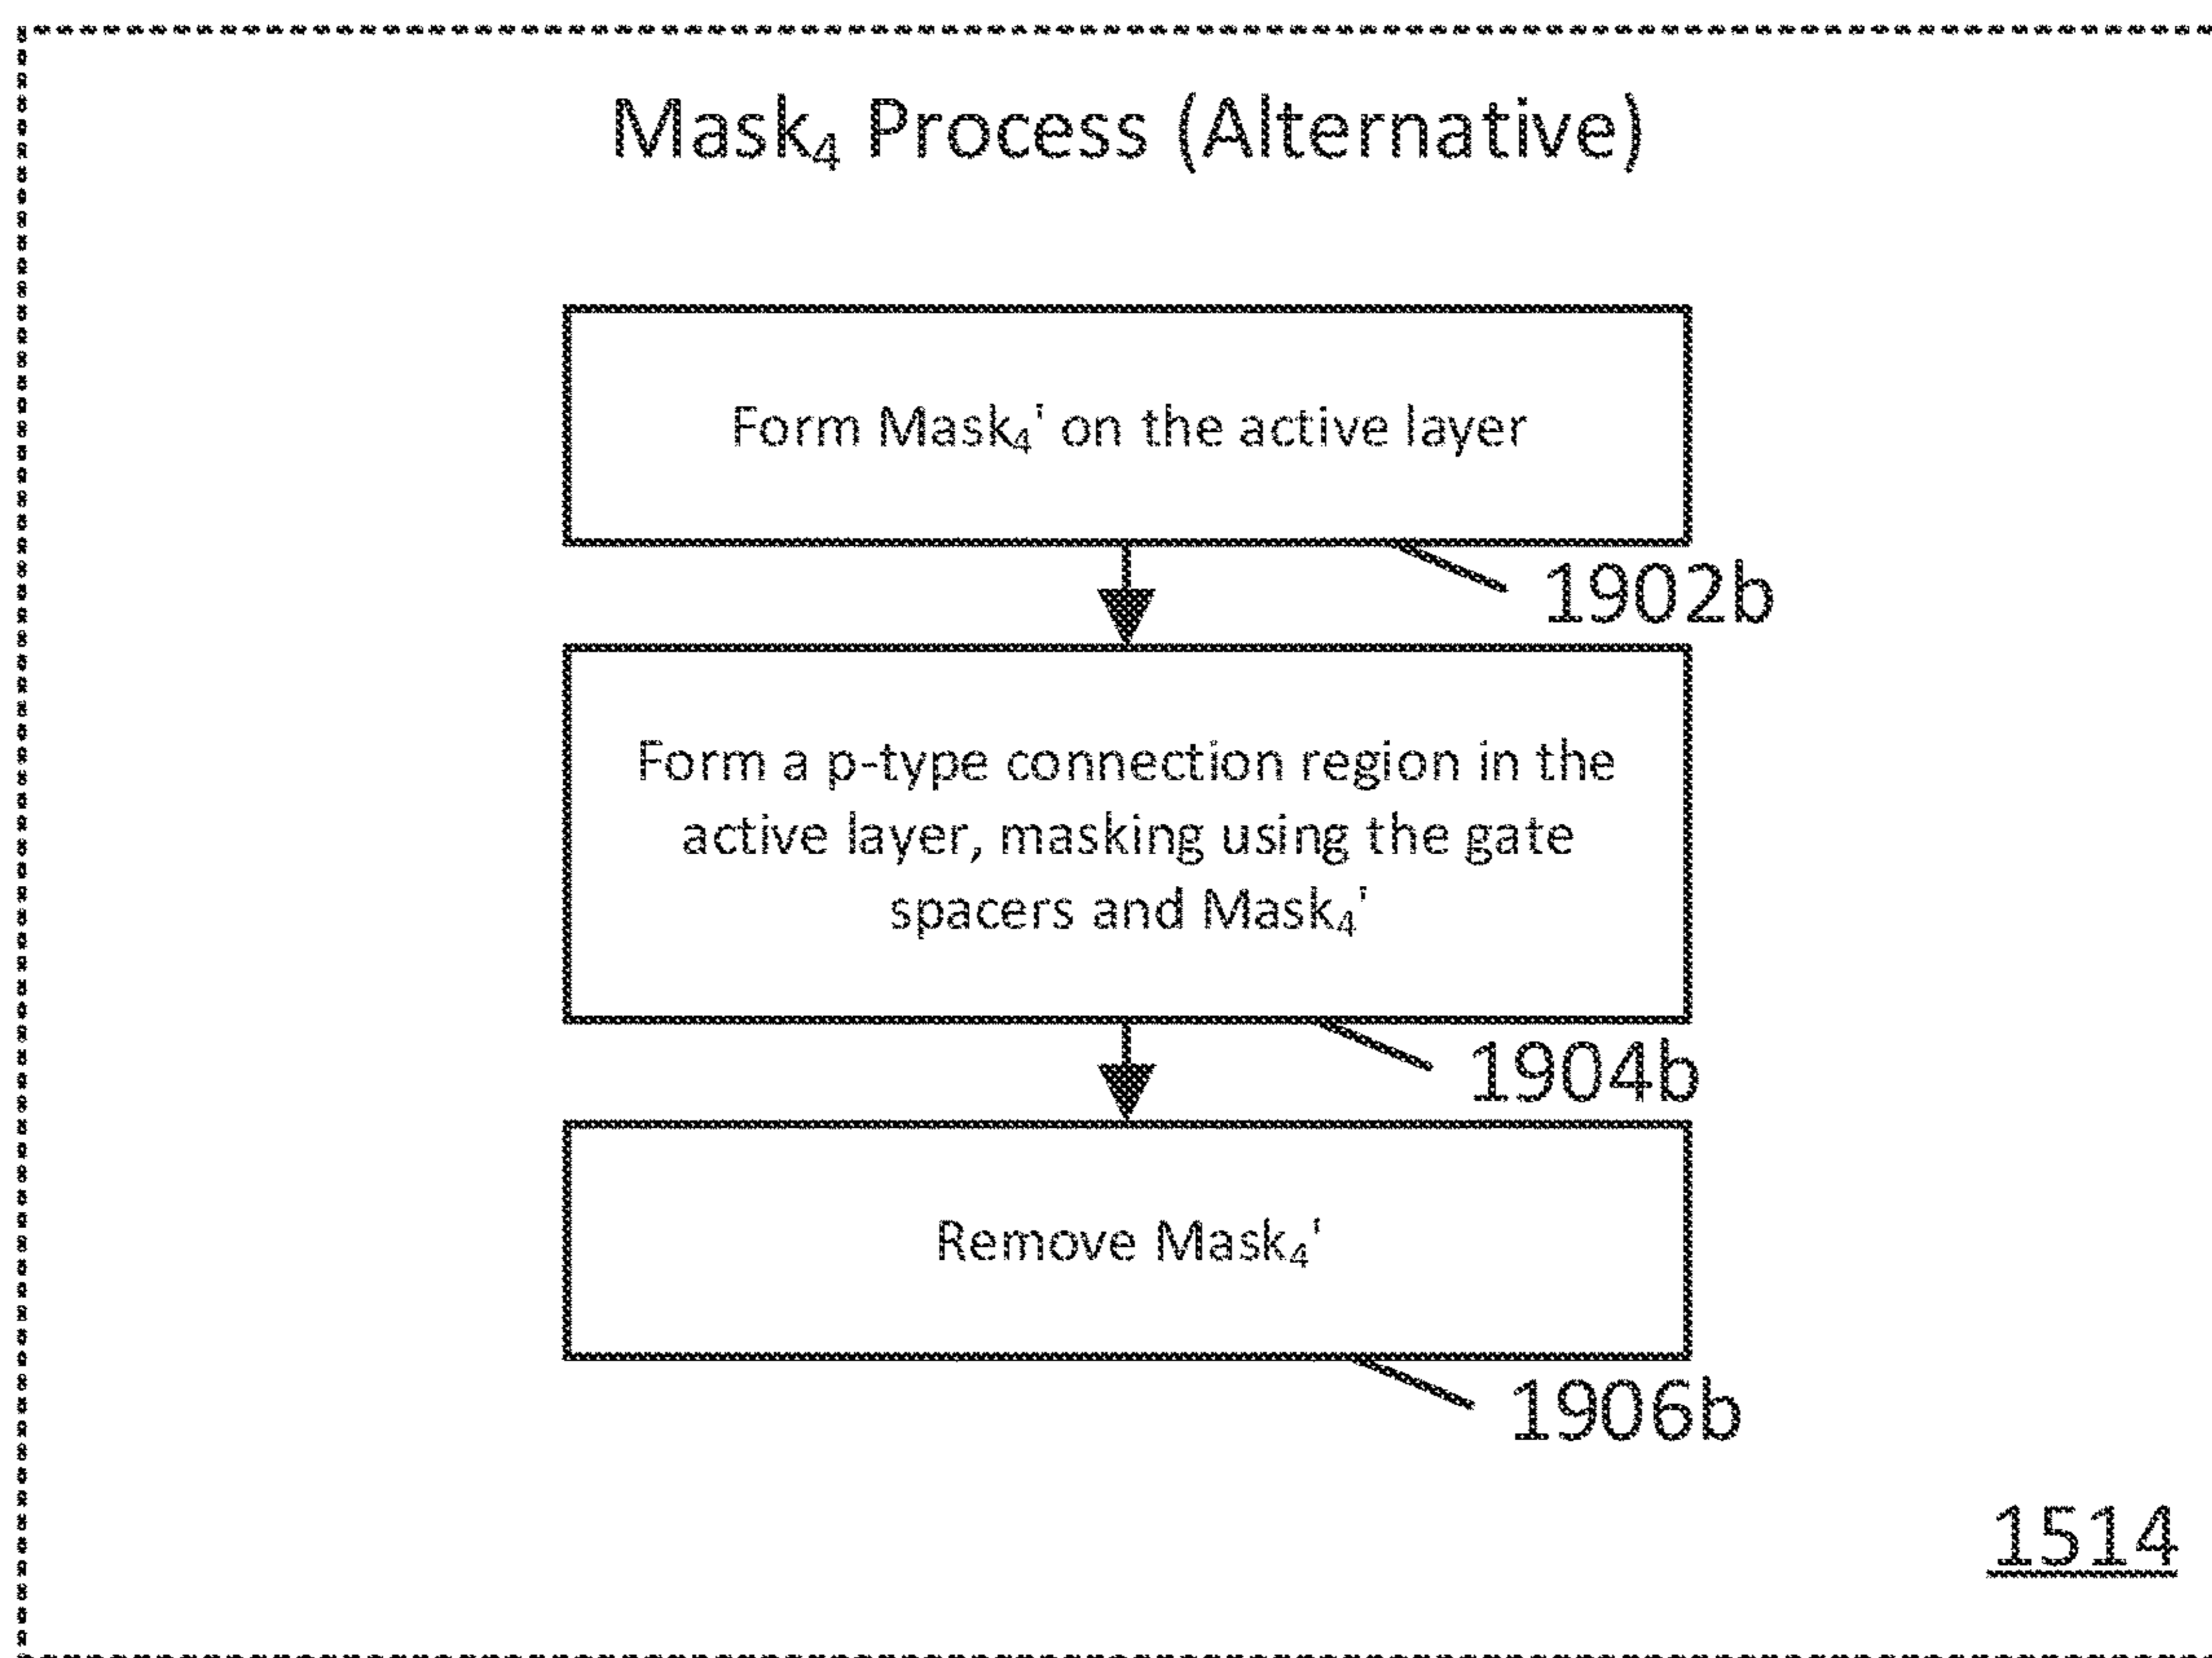 Mask₄ Process (Alternative)
Form Mask₄' on the active layer
1902b
Form a p-type connection region in the
active layer, masking using the gate
spacers and Mask₄'
1904b
Remove Mask₄'
1906b
1514